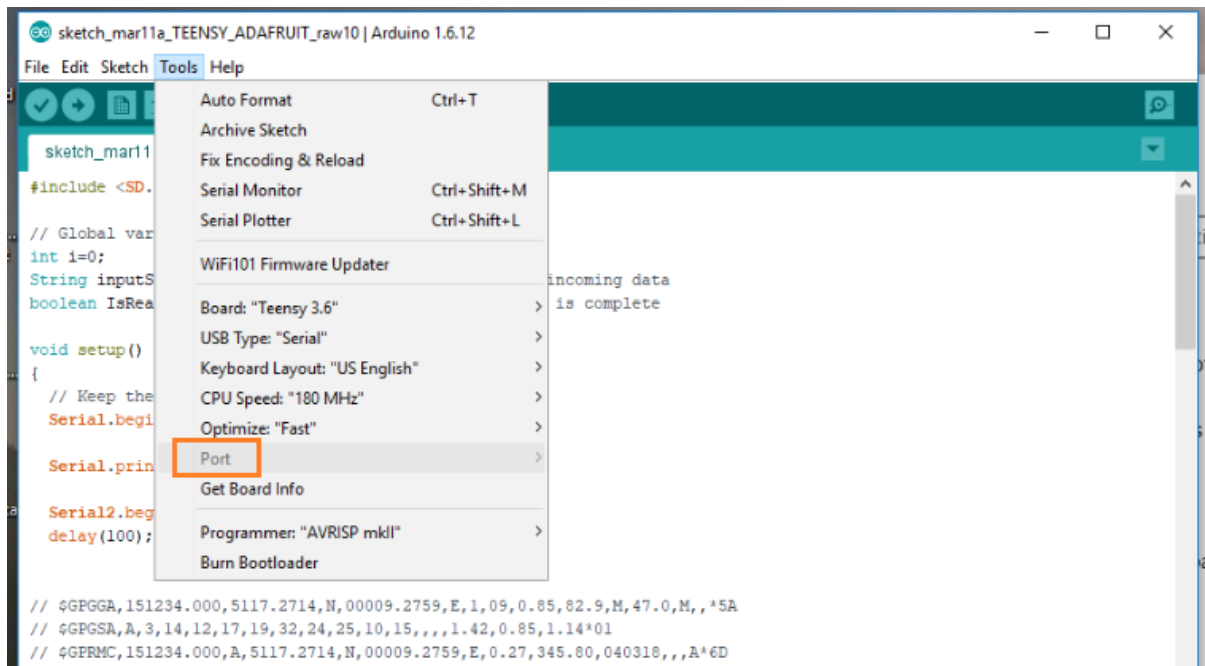 sketch_mar11a_TEENSY_ADAFRUIT_raw10 | Arduino 1.6.12
File Edit Sketch Tools Help
sketch_mar11
Auto Format Ctrl+T
Archive Sketch
Fix Encoding & Reload
Serial Monitor Ctrl+Shift+M
Serial Plotter Ctrl+Shift+L
WiFi101 Firmware Updater
Board: "Teensy 3.6"
USB Type: "Serial"
Keyboard Layout: "US English"
CPU Speed: "180 MHz"
Optimize: "Fast"
Port
Get Board Info
Programmer: "AVRISP mkII"
Burn Bootloader
#include <SD.
// Global var
int i=0;
String inputS incoming data
boolean IsRea is complete
void setup()
{
// Keep the
Serial.begi
Serial.prin
Serial2.beg
delay(100);
// $GPGGA,151234.000,5117.2714,N,00009.2759,E,1,09,0.85,82.9,M,47.0,M,,*5A
// $GPGSA,A,3,14,12,17,19,32,24,25,10,15,,,,1.42,0.85,1.14*01
// $GPRMC,151234.000,A,5117.2714,N,00009.2759,E,0.27,345.80,040318,,,A*6D